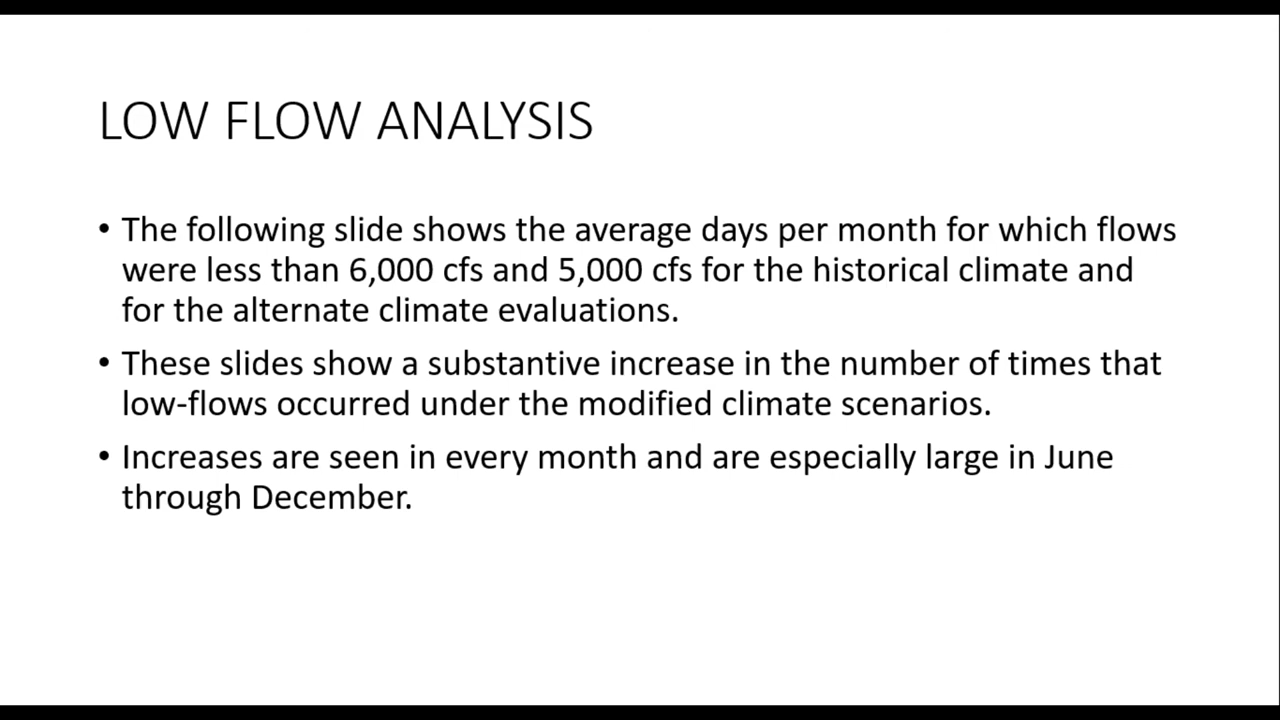 LOW FLOW ANALYSIS
• The following slide shows the average days per month for which flows
were less than 6,000 cfs and 5,000 cfs for the historical climate and
for the alternate climate evaluations.
• These slides show a substantive increase in the number of times that
low-flows occurred under the modified climate scenarios.
• Increases are seen in every month and are especially large in June
through December.